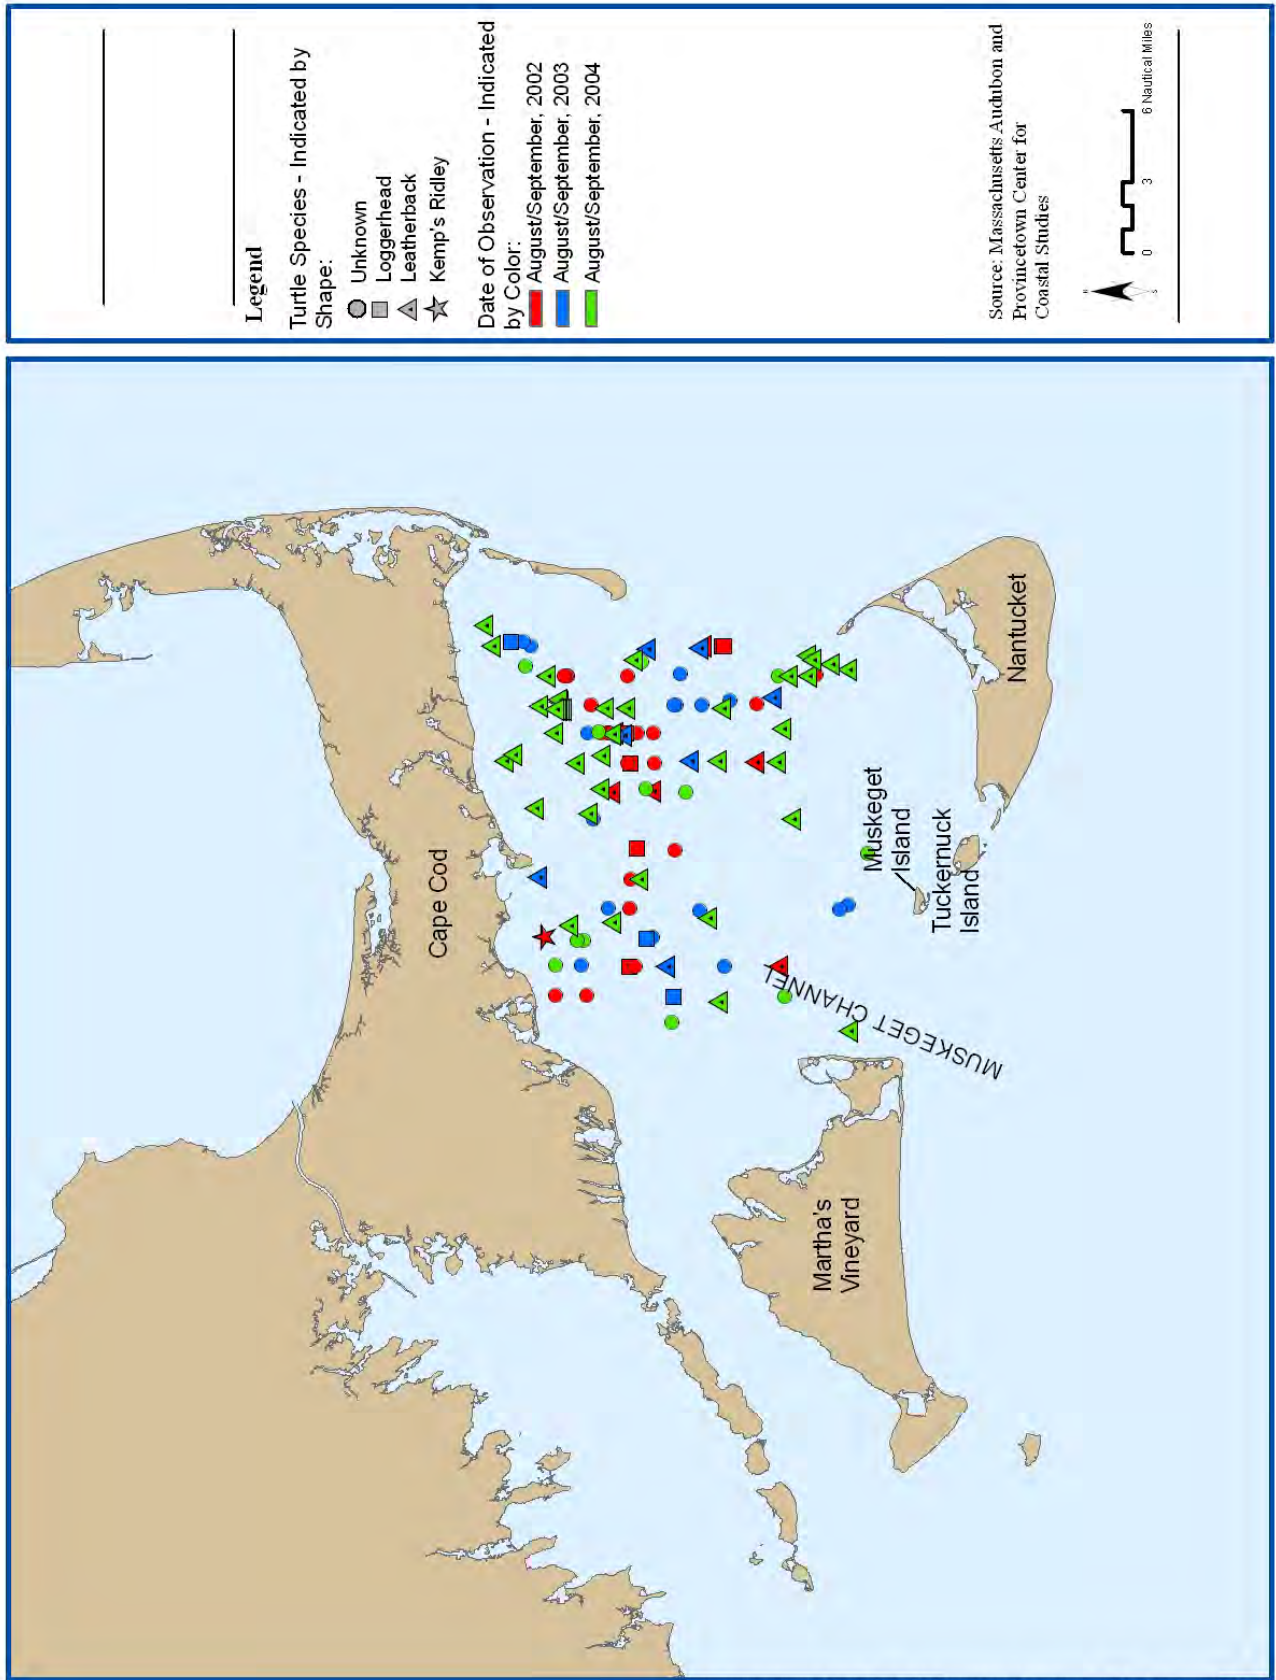 Cape Cod
Martha's
Vineyard
MUSKEGET CHANNEL
Muskeget
Island
Tuckernuck
Island
Nantucket
Legend
Turtle Species - Indicated by
Shape:
Unknown
Loggerhead
Leatherback
Kemp's Ridley
Date of Observation - Indicated
by Color:
August/September, 2002
August/September, 2003
August/September, 2004
Source: Massachusetts Audubon and
Provincetown Center for
Coastal Studies
N
S
0 3 6 Nautical Miles